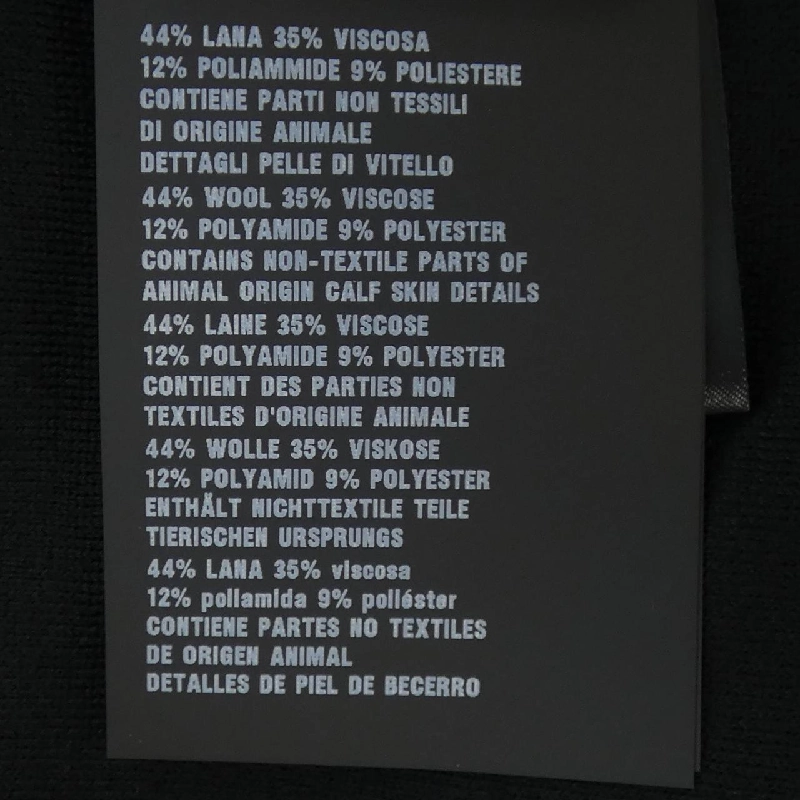 44% LANA 35% VISCOSA
12% POLIAMMIDE 9% POLIESTERE
CONTIENE PARTI NON TESSILI
DI ORIGINE ANIMALE
DETTAGLI PELLE DI VITELLO
44% WOOL 35% VISCOSE
12% POLYAMIDE 9% POLYESTER
CONTAINS NON-TEXTILE PARTS OF
ANIMAL ORIGIN CALF SKIN DETAILS
44% LAINE 35% VISCOSE
12% POLYAMIDE 9% POLYESTER
CONTIENT DES PARTIES NON
TEXTILES D'ORIGINE ANIMALE
44% WOLLE 35% VISKOSE
12% POLYAMID 9% POLYESTER
ENTHÄLT NICHTTEXTILE TEILE
TIERISCHEN URSPRUNGS
44% LANA 35% viscosa
12% poliamida 9% poliéster
CONTIENE PARTES NO TEXTILES
DE ORIGEN ANIMAL
DETALLES DE PIEL DE BECERRO